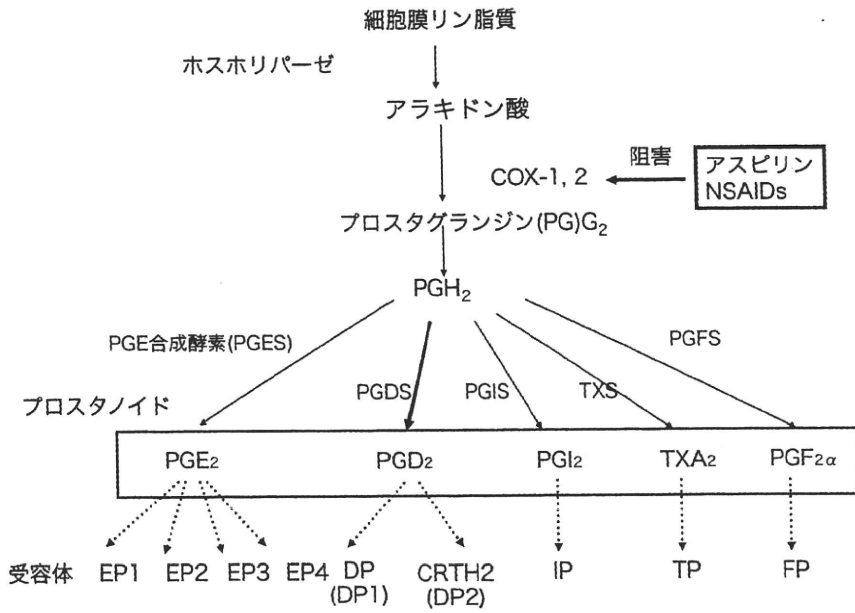 細胞膜リン脂質
ホスホリパーゼ
アラキドン酸
COX-1, 2
阻害
アスピリン
NSAIDs
プロスタグランジン(PG)G₂
PGH₂
PGE合成酵素(PGES)
PGDS
PGIS
TXS
PGFS
プロスタノイド
PGE₂
PGD₂
PGI₂
TXA₂
PGF₂α
受容体
EP1
EP2
EP3
EP4
DP
(DP1)
CRTH2
(DP2)
IP
TP
FP